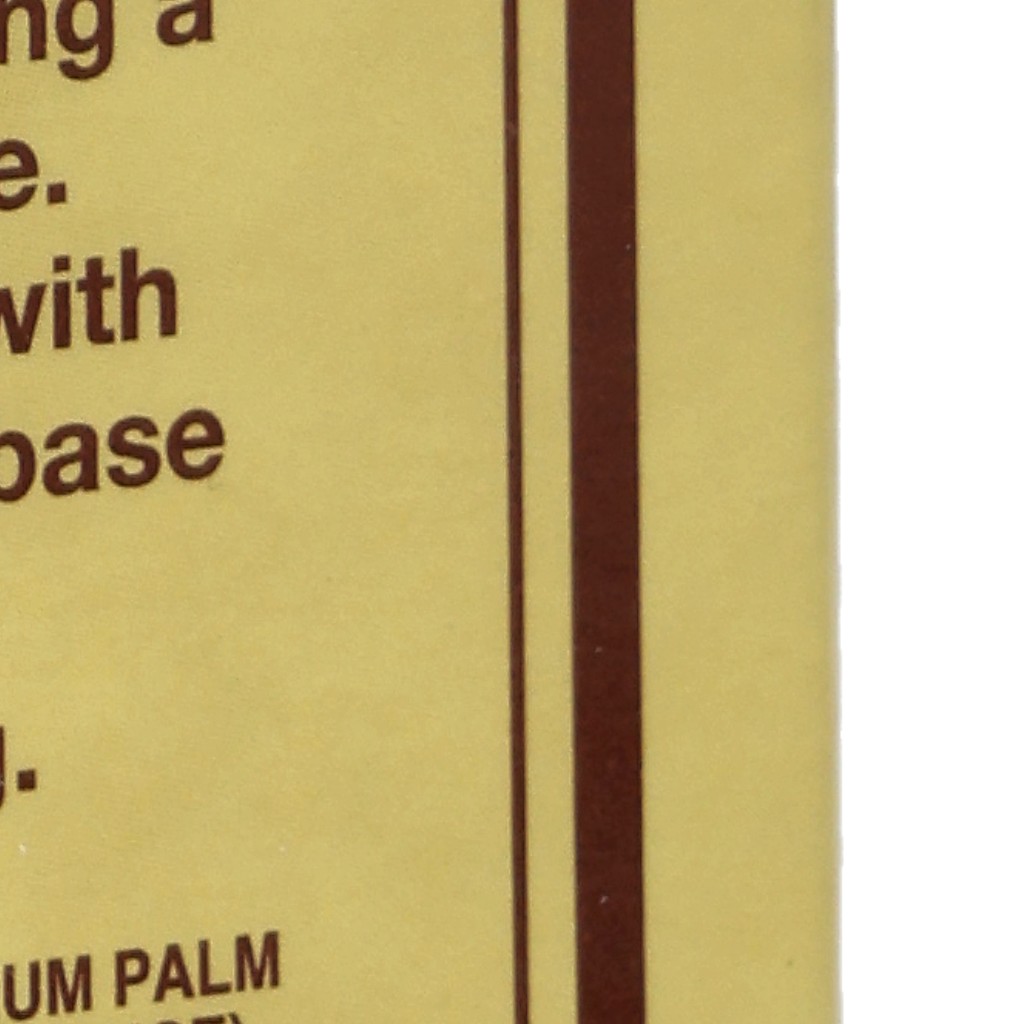 ng a
e.
with
base
g.
UM PALM